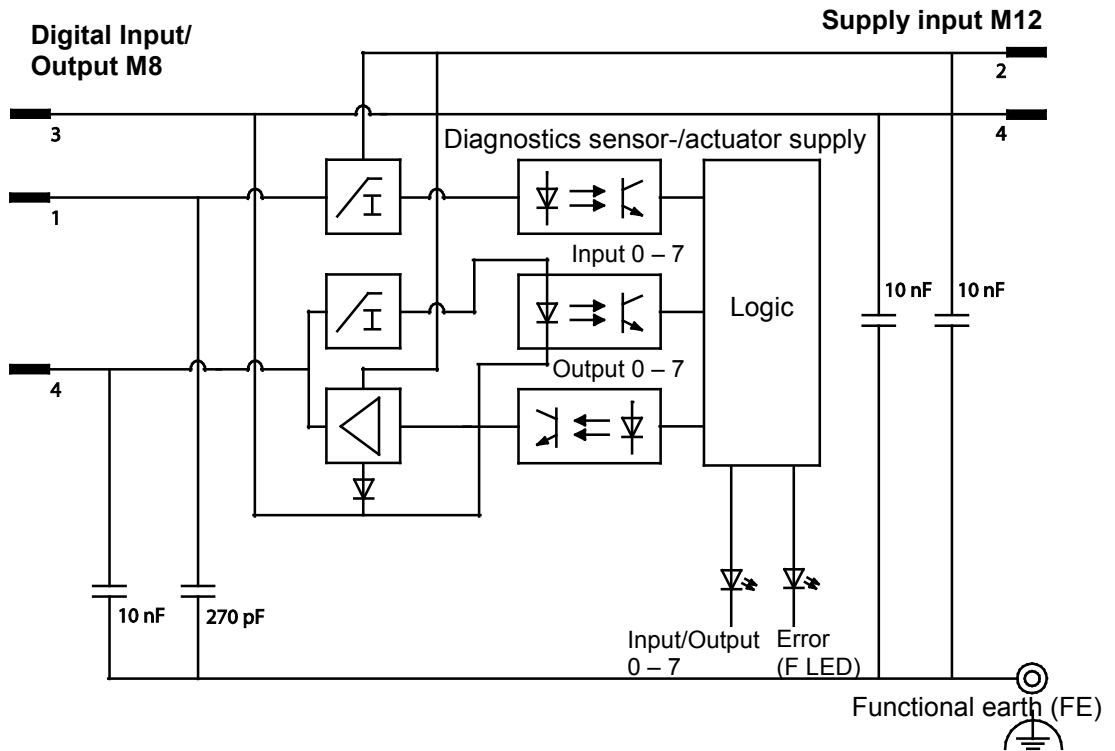 Digital Input/
Output M8
Supply input M12
2
3
4
Diagnostics sensor-/actuator supply
1
Input 0 – 7
Logic
10 nF
10 nF
Output 0 – 7
4
10 nF
270 pF
Input/Output
0 – 7
Error
(F LED)
Functional earth (FE)